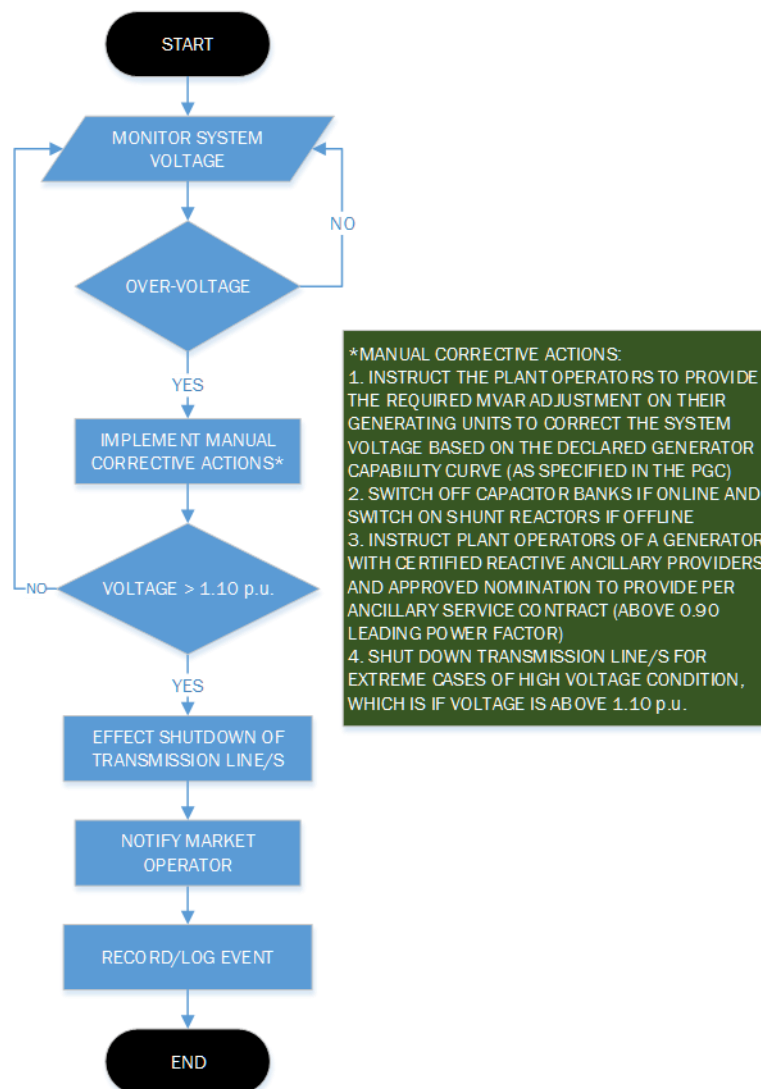 START
MONITOR SYSTEM
VOLTAGE
NO
OVER-VOLTAGE
YES
IMPLEMENT MANUAL
CORRECTIVE ACTIONS*
NO
VOLTAGE > 1.10 p.u.
YES
EFFECT SHUTDOWN OF
TRANSMISSION LINE/S
NOTIFY MARKET
OPERATOR
RECORD/LOG EVENT
END
*MANUAL CORRECTIVE ACTIONS:
1. INSTRUCT THE PLANT OPERATORS TO PROVIDE
THE REQUIRED MVAR ADJUSTMENT ON THEIR
GENERATING UNITS TO CORRECT THE SYSTEM
VOLTAGE BASED ON THE DECLARED GENERATOR
CAPABILITY CURVE (AS SPECIFIED IN THE PGC)
2. SWITCH OFF CAPACITOR BANKS IF ONLINE AND
SWITCH ON SHUNT REACTORS IF OFFLINE
3. INSTRUCT PLANT OPERATORS OF A GENERATOR
WITH CERTIFIED REACTIVE ANCILLARY PROVIDERS
AND APPROVED NOMINATION TO PROVIDE PER
ANCILLARY SERVICE CONTRACT (ABOVE 0.90
LEADING POWER FACTOR)
4. SHUT DOWN TRANSMISSION LINE/S FOR
EXTREME CASES OF HIGH VOLTAGE CONDITION,
WHICH IS IF VOLTAGE IS ABOVE 1.10 p.u.